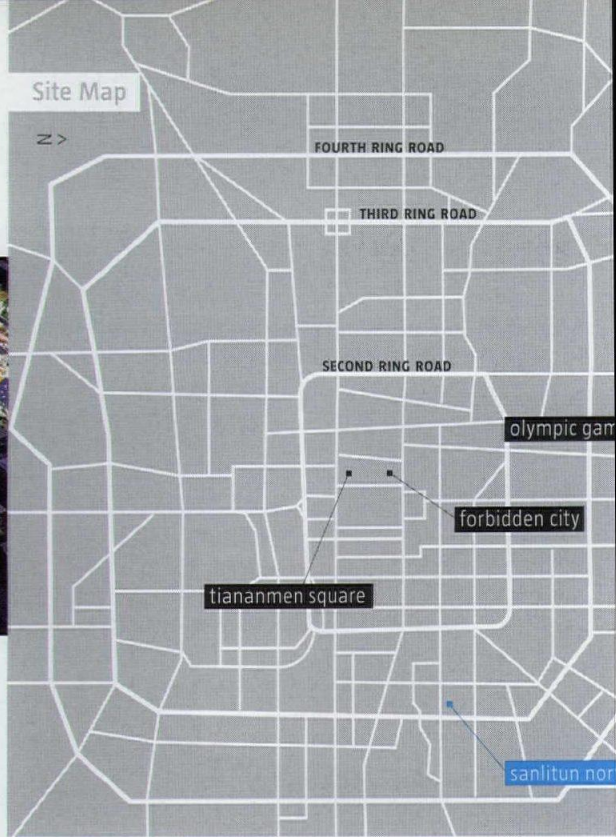 Site Map
N >
FOURTH RING ROAD
THIRD RING ROAD
SECOND RING ROAD
olympic gam
forbidden city
tiananmen square
sanlitun nor